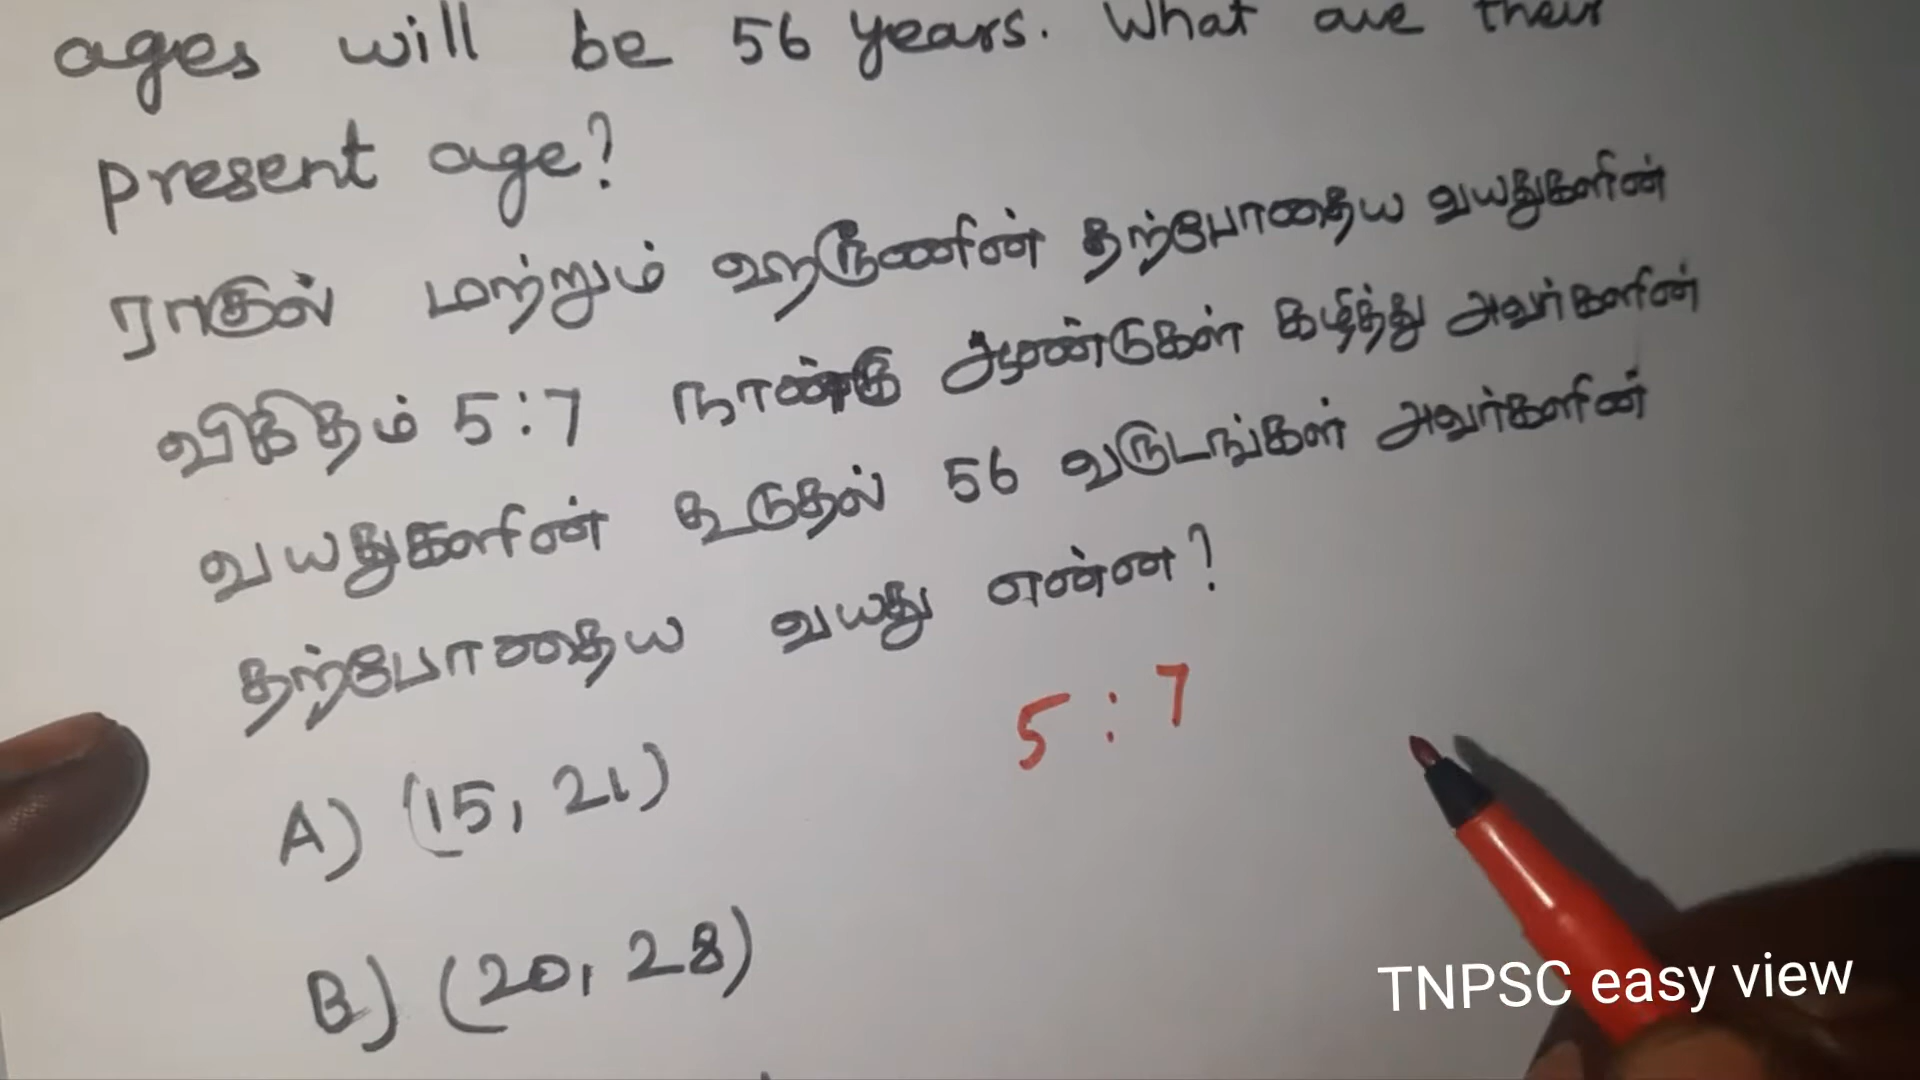 ages will be 56 years. What are their
present age?
ராகுல் மற்றும் ஹரூணின் தற்போதைய வயதுகளின்
விகிதம் 5:7 நான்கு ஆண்டுகள் கழித்து அவர்களின்
வயதுகளின் கூடுதல் 56 வருடங்கள் அவர்களின்
தற்போதைய வயது என்ன?
5 : 7
A) (15, 21)
B) (20, 28)
TNPSC easy view